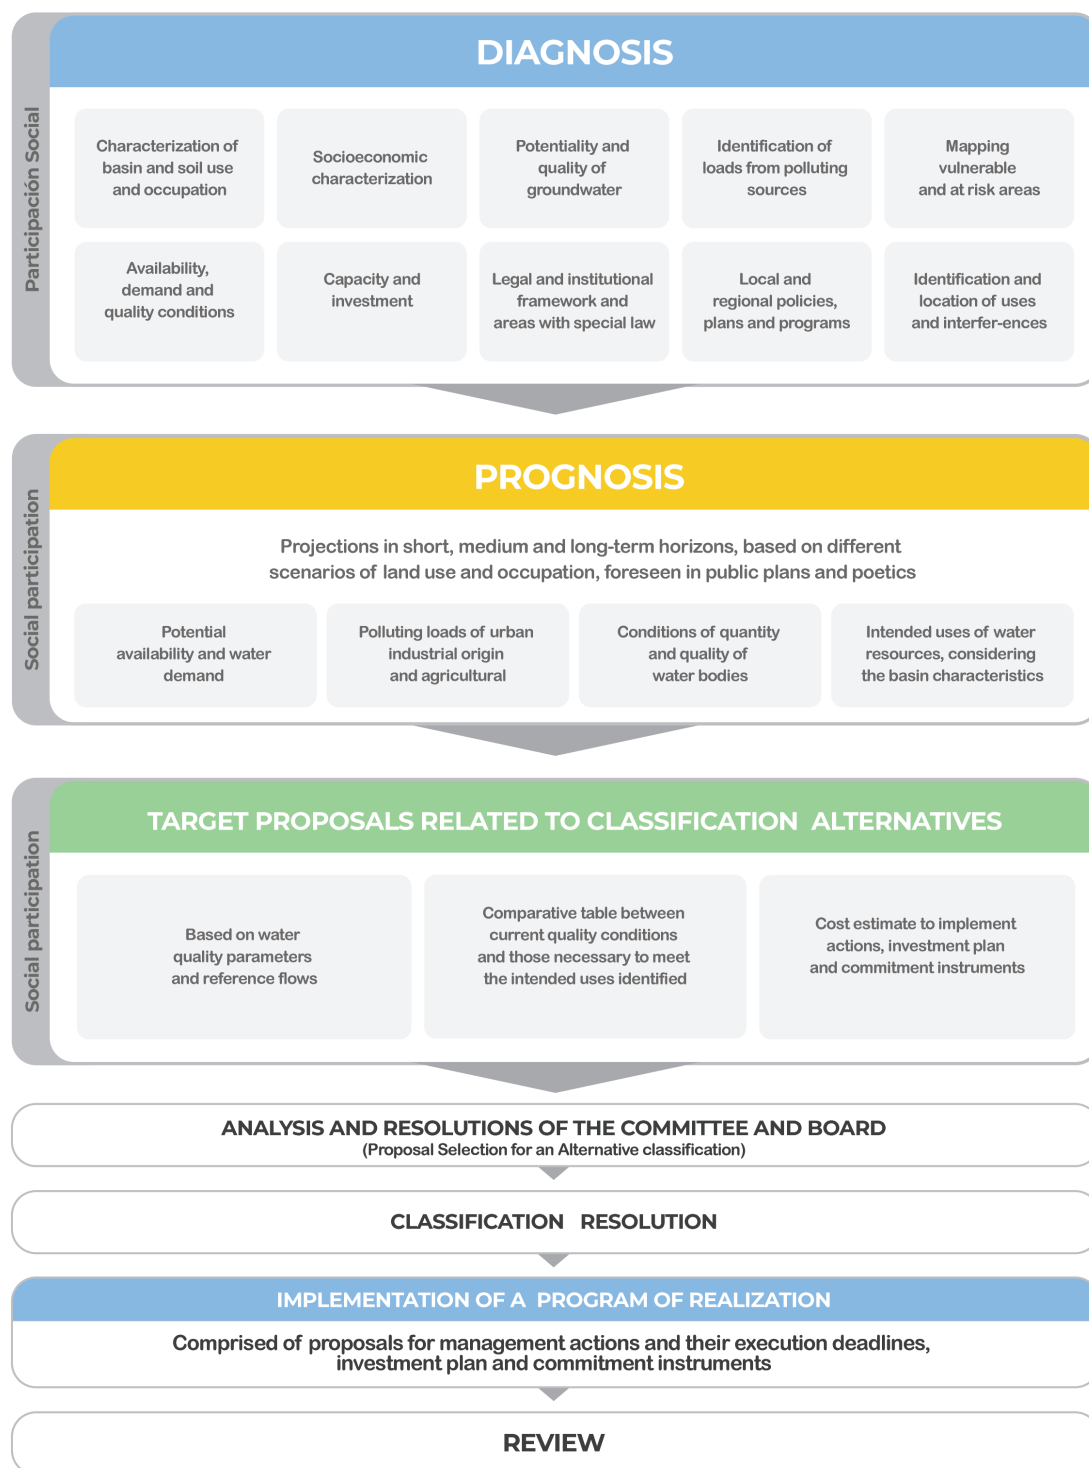 DIAGNOSIS
Participación Social
Characterization of
basin and soil use
and occupation
Socioeconomic
characterization
Potentiality and
quality of
groundwater
Identification of
loads from polluting
sources
Mapping
vulnerable
and at risk areas
Availability,
demand and
quality conditions
Capacity and
investment
Legal and institutional
framework and
areas with special law
Local and
regional policies,
plans and programs
Identification and
location of uses
and interfer-ences
PROGNOSIS
Social participation
Projections in short, medium and long-term horizons, based on different
scenarios of land use and occupation, foreseen in public plans and poetics
Potential
availability and water
demand
Polluting loads of urban
industrial origin
and agricultural
Conditions of quantity
and quality of
water bodies
Intended uses of water
resources, considering
the basin characteristics
TARGET PROPOSALS RELATED TO CLASSIFICATION ALTERNATIVES
Social participation
Based on water
quality parameters
and reference flows
Comparative table between
current quality conditions
and those necessary to meet
the intended uses identified
Cost estimate to implement
actions, investment plan
and commitment instruments
ANALYSIS AND RESOLUTIONS OF THE COMMITTEE AND BOARD
(Proposal Selection for an Alternative classification)
CLASSIFICATION RESOLUTION
IMPLEMENTATION OF A PROGRAM OF REALIZATION
Comprised of proposals for management actions and their execution deadlines,
investment plan and commitment instruments
REVIEW